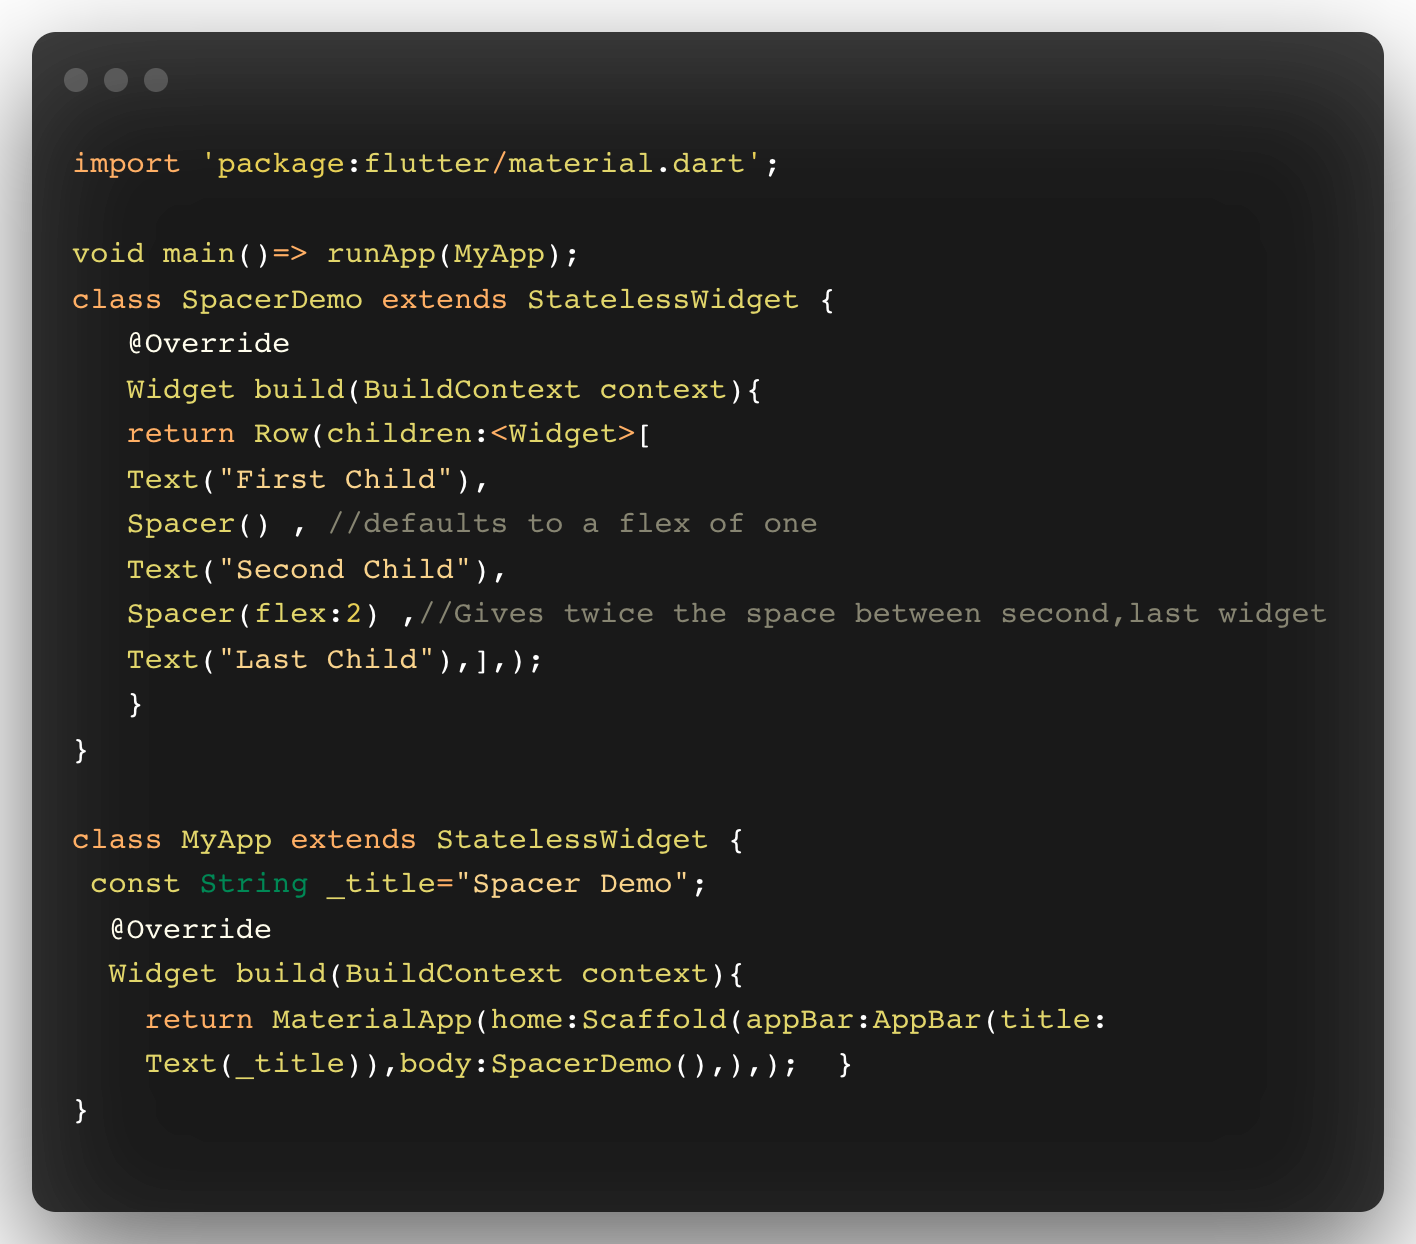 import 'package:flutter/material.dart';
void main()=> runApp(MyApp);
class SpacerDemo extends StatelessWidget {
@Override
Widget build(BuildContext context){
return Row(children:<Widget>[
Text("First Child"),
Spacer() , //defaults to a flex of one
Text("Second Child"),
Spacer(flex:2) ,//Gives twice the space between second,last widget
Text("Last Child"),],);
}
}
class MyApp extends StatelessWidget {
const String _title="Spacer Demo";
@Override
Widget build(BuildContext context){
return MaterialApp(home:Scaffold(appBar:AppBar(title:
Text(_title)),body:SpacerDemo(),),);  }
}